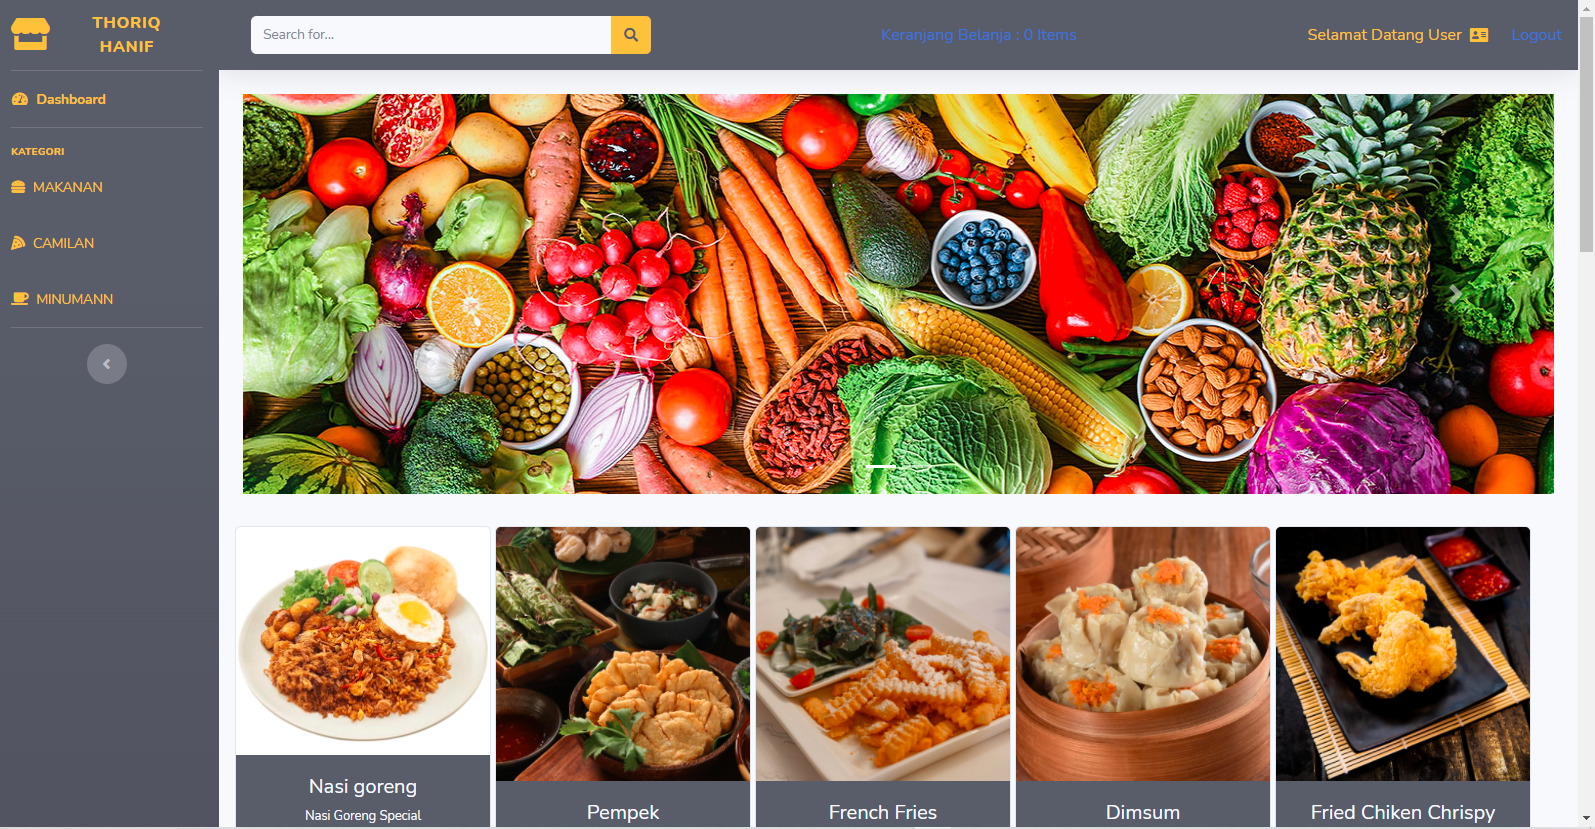 THORIQ
HANIF
Search for...
Keranjang Belanja : 0 Items
Selamat Datang User
Logout
Dashboard
KATEGORI
MAKANAN
CAMILAN
MINUMANN
Nasi goreng
Nasi Goreng Special
Pempek
French Fries
Dimsum
Fried Chiken Chrispy